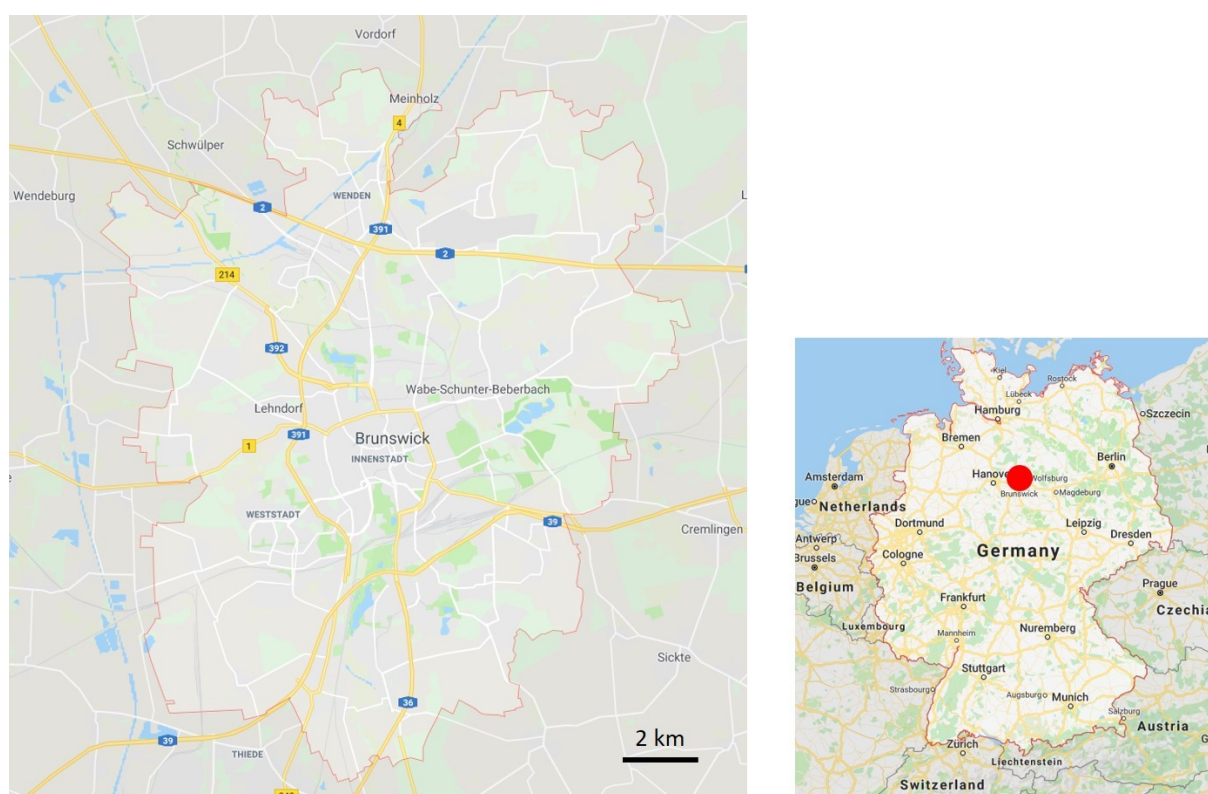 Vordorf
Meinholz
4
Schwülper
Wendeburg
WENDEN
2
391
2
214
392
Wabe-Schunter-Beberbach
Lehndorf
391
1
Brunswick
INNENSTADT
WESTSTADT
39
Cremlingen
Sickte
36
39
THIEDE
2 km
Kiel
Rostock
Lübeck
Hamburg
Szczecin
Bremen
Berlin
Amsterdam
Hanove
Wolfsburg
Brunswick
Magdeburg
Netherlands
Dortmund
Leipzig
Antwerp
Dresden
Brussels
Cologne
Germany
Belgium
Prague
Frankfurt
Czechia
Luxembourg
Mannheim
Nuremberg
Stuttgart
Strasbourg
Augsburg
Munich
Salzburg
Austria
Zürich
Liechtenstein
Switzerland